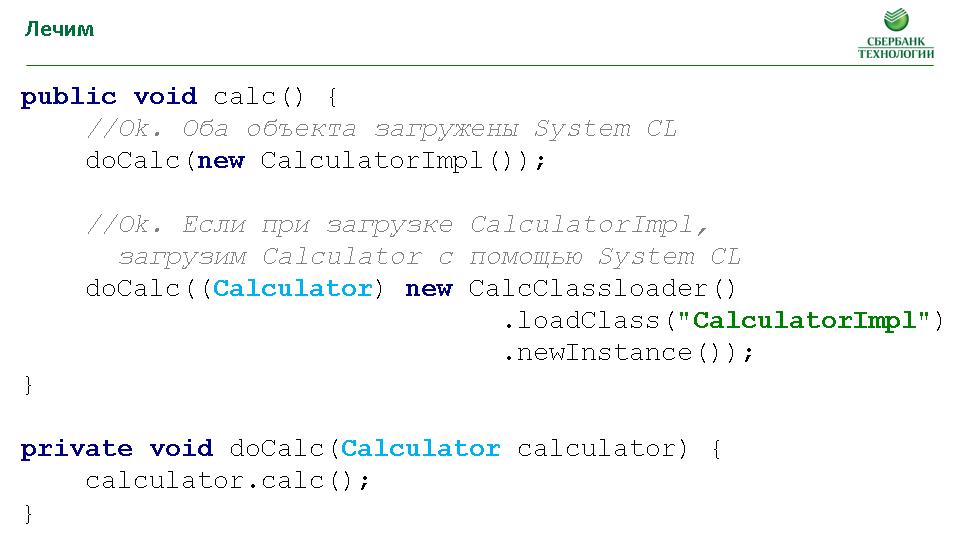 Лечим
СБЕРБАНК
ТЕХНОЛОГИИ
public void calc() {
    //Ok. Оба объекта загружены System CL
    doCalc(new CalculatorImpl());
    //Ok. Если при загрузке CalculatorImpl,
      загрузим Calculator с помощью System CL
    doCalc((Calculator) new CalcClassloader()
                              .loadClass("CalculatorImpl")
                              .newInstance());
}
private void doCalc(Calculator calculator) {
    calculator.calc();
}